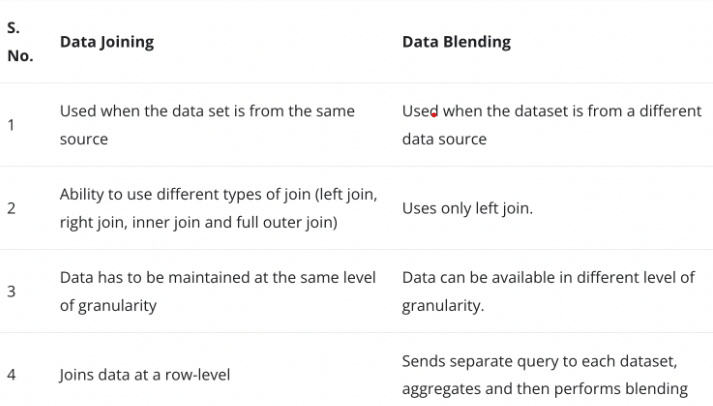 S.
No.
Data Joining
Data Blending
1
Used when the data set is from the same
source
Used when the dataset is from a different
data source
2
Ability to use different types of join (left join,
right join, inner join and full outer join)
Uses only left join.
3
Data has to be maintained at the same level
of granularity
Data can be available in different level of
granularity.
4
Joins data at a row-level
Sends separate query to each dataset,
aggregates and then performs blending